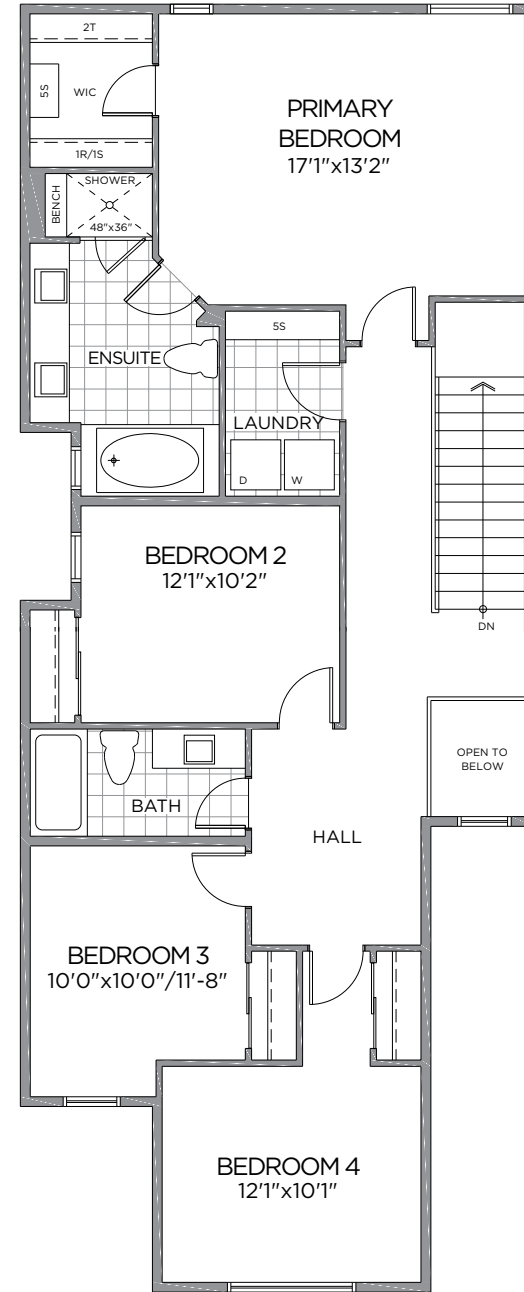 2T
5S
WIC
1R/1S
PRIMARY
BEDROOM
17'1"x13'2"
SHOWER
BENCH
48"x36"
ENSUITE
5S
LAUNDRY
D
W
BEDROOM 2
12'1"x10'2"
DN
OPEN TO
BELOW
BATH
HALL
BEDROOM 3
10'0"x10'0"/11'-8"
BEDROOM 4
12'1"x10'1"